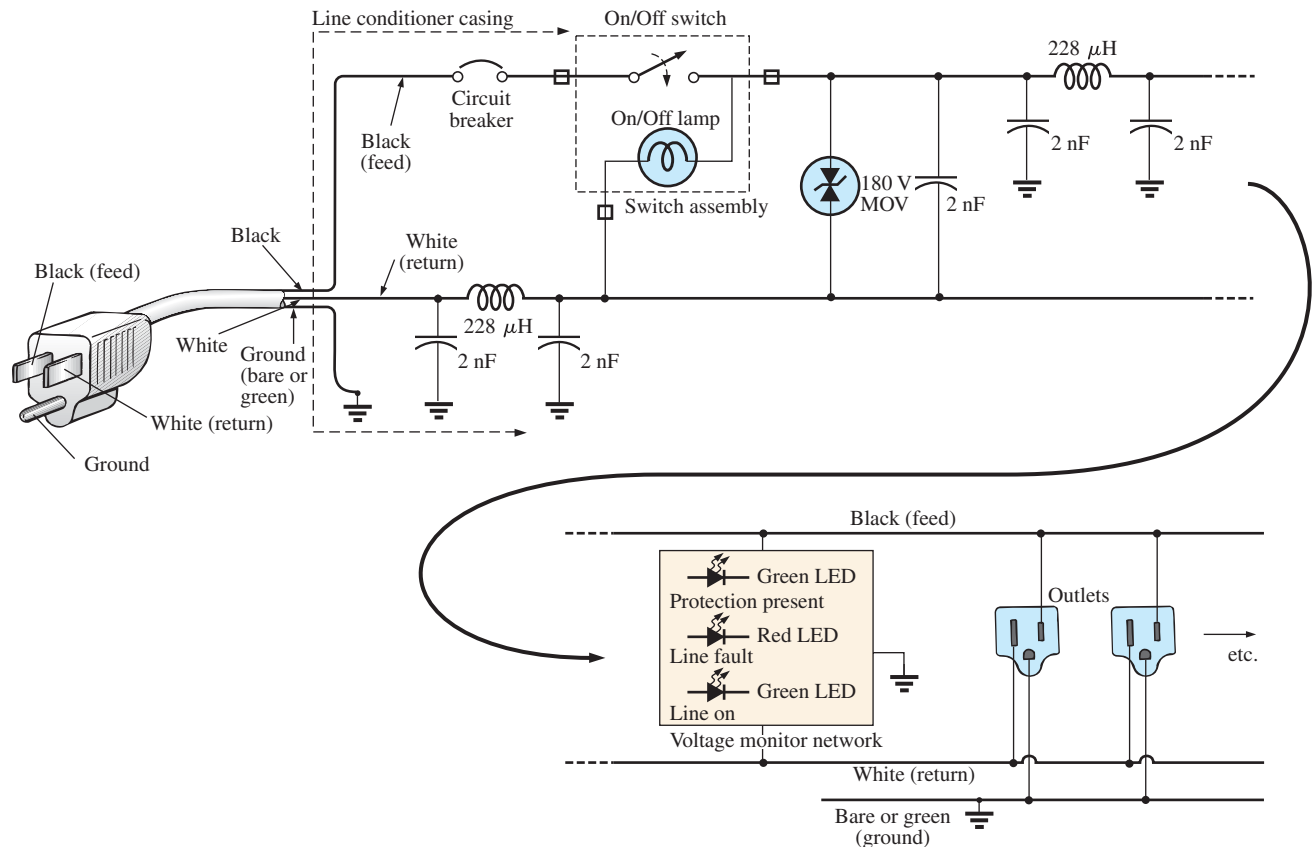 Line conditioner casing
On/Off switch
228 μH
Circuit
breaker
Black
(feed)
On/Off lamp
2 nF
2 nF
180 V
MOV
2 nF
Switch assembly
Black
White
(return)
Black (feed)
228 μH
White
Ground
(bare or
green)
2 nF
2 nF
White (return)
Ground
Black (feed)
Green LED
Protection present
Outlets
Red LED
Line fault
etc.
Green LED
Line on
Voltage monitor network
White (return)
Bare or green
(ground)